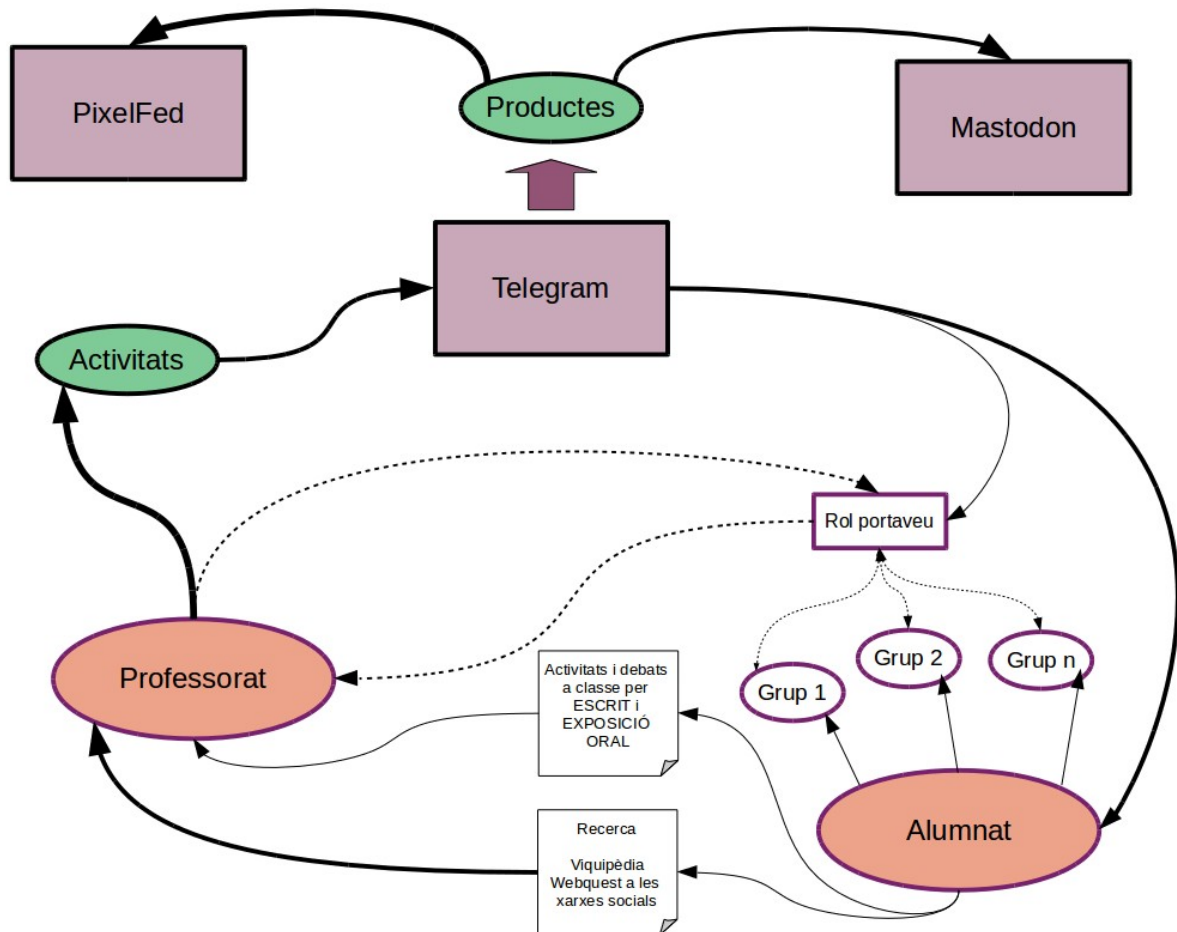 PixelFed
Productes
Mastodon
Telegram
Activitats
Rol portaveu
Professorat
Activitats i debats
a classe per
ESCRIT i
EXPOSICIÓ
ORAL
Grup 1
Grup 2
Grup n
Alumnat
Recerca
Viquipèdia
Webquest a les
xarxes socials